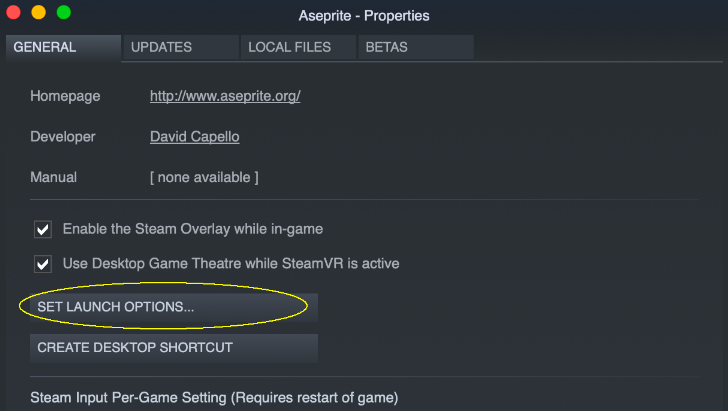 Aseprite - Properties
GENERAL UPDATES LOCAL FILES BETAS
Homepage http://www.aseprite.org/
Developer David Capello
Manual [ none available ]
Enable the Steam Overlay while in-game
Use Desktop Game Theatre while SteamVR is active
SET LAUNCH OPTIONS...
CREATE DESKTOP SHORTCUT
Steam Input Per-Game Setting (Requires restart of game)